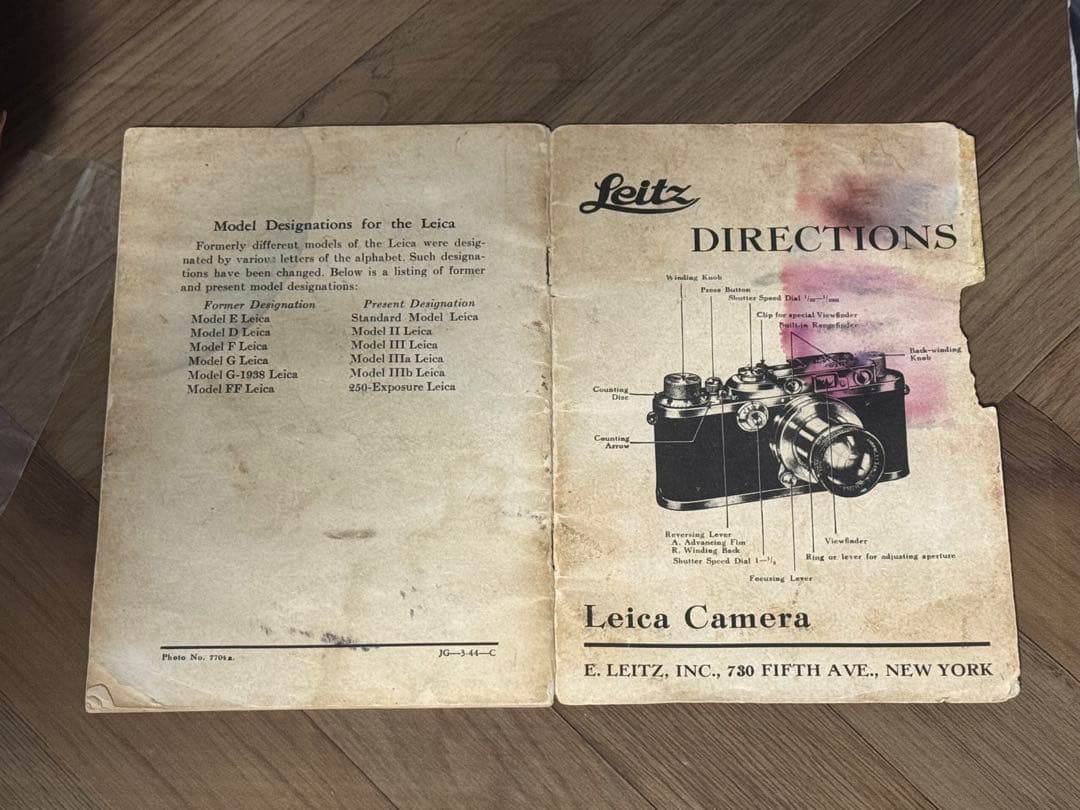 Model Designations for the Leica
Formerly different models of the Leica were desig-
nated by various letters of the alphabet. Such designa-
tions have been changed. Below is a listing of former
and present model designations:
Former Designation Present Designation
Model E Leica Standard Model Leica
Model D Leica Model II Leica
Model F Leica Model III Leica
Model G Leica Model IIIa Leica
Model G-1938 Leica Model IIIb Leica
Model FF Leica 250-Exposure Leica
Photo No. 7704a. JG—3-44—C
Leitz
DIRECTIONS
Winding Knob
Press Button
Shutter Speed Dial
Clip for special Viewfinder
Built-in Rangefinder
Back-winding
Knob
Counting
Disc
Counting
Arrow
Reversing Lever
A. Advancing Film
R. Winding Back
Shutter Speed Dial 1—1/8
Viewfinder
Ring or lever for adjusting aperture
Focusing Lever
Leica Camera
E. LEITZ, INC., 730 FIFTH AVE., NEW YORK